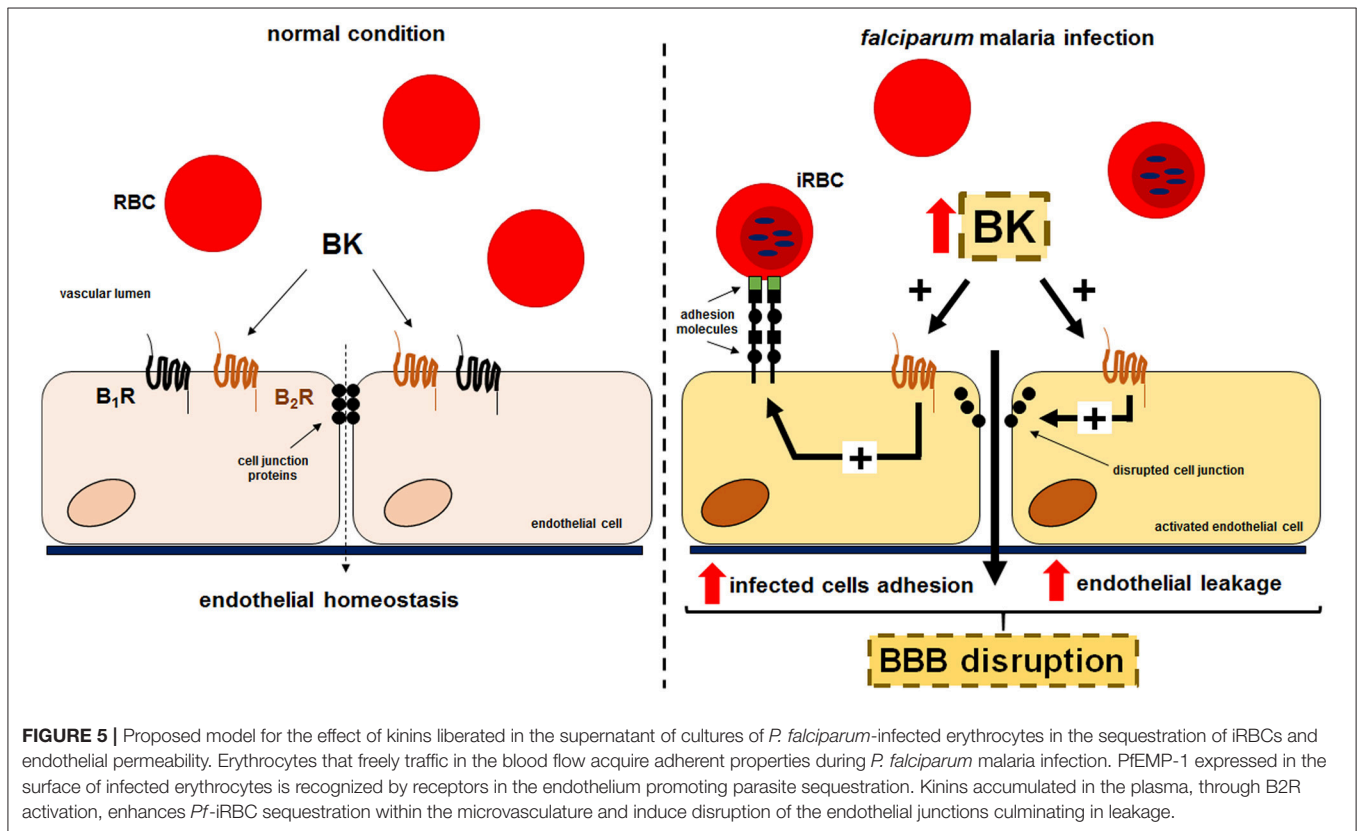 normal condition
RBC
BK
vascular lumen
B1R
B2R
cell junction
proteins
endothelial cell
endothelial homeostasis
falciparum malaria infection
iRBC
BK
adhesion
molecules
+
+
+
+
disrupted cell junction
activated endothelial cell
infected cells adhesion
endothelial leakage
BBB disruption
FIGURE 5 | Proposed model for the effect of kinins liberated in the supernatant of cultures of P. falciparum-infected erythrocytes in the sequestration of iRBCs and
endothelial permeability. Erythrocytes that freely traffic in the blood flow acquire adherent properties during P. falciparum malaria infection. PfEMP-1 expressed in the
surface of infected erythrocytes is recognized by receptors in the endothelium promoting parasite sequestration. Kinins accumulated in the plasma, through B2R
activation, enhances Pf-iRBC sequestration within the microvasculature and induce disruption of the endothelial junctions culminating in leakage.